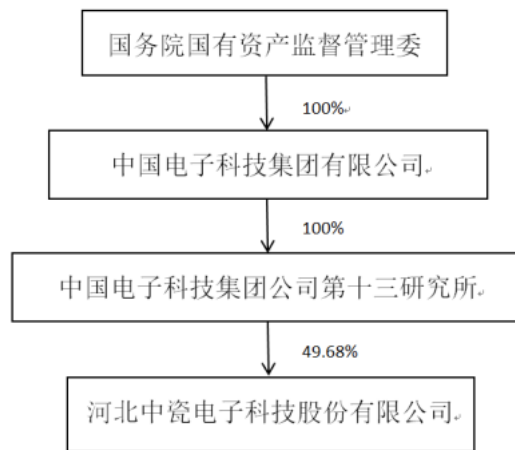 国务院国有资产监督管理委
100%
中国电子科技集团有限公司
100%
中国电子科技集团公司第十三研究所
49.68%
河北中瓷电子科技股份有限公司